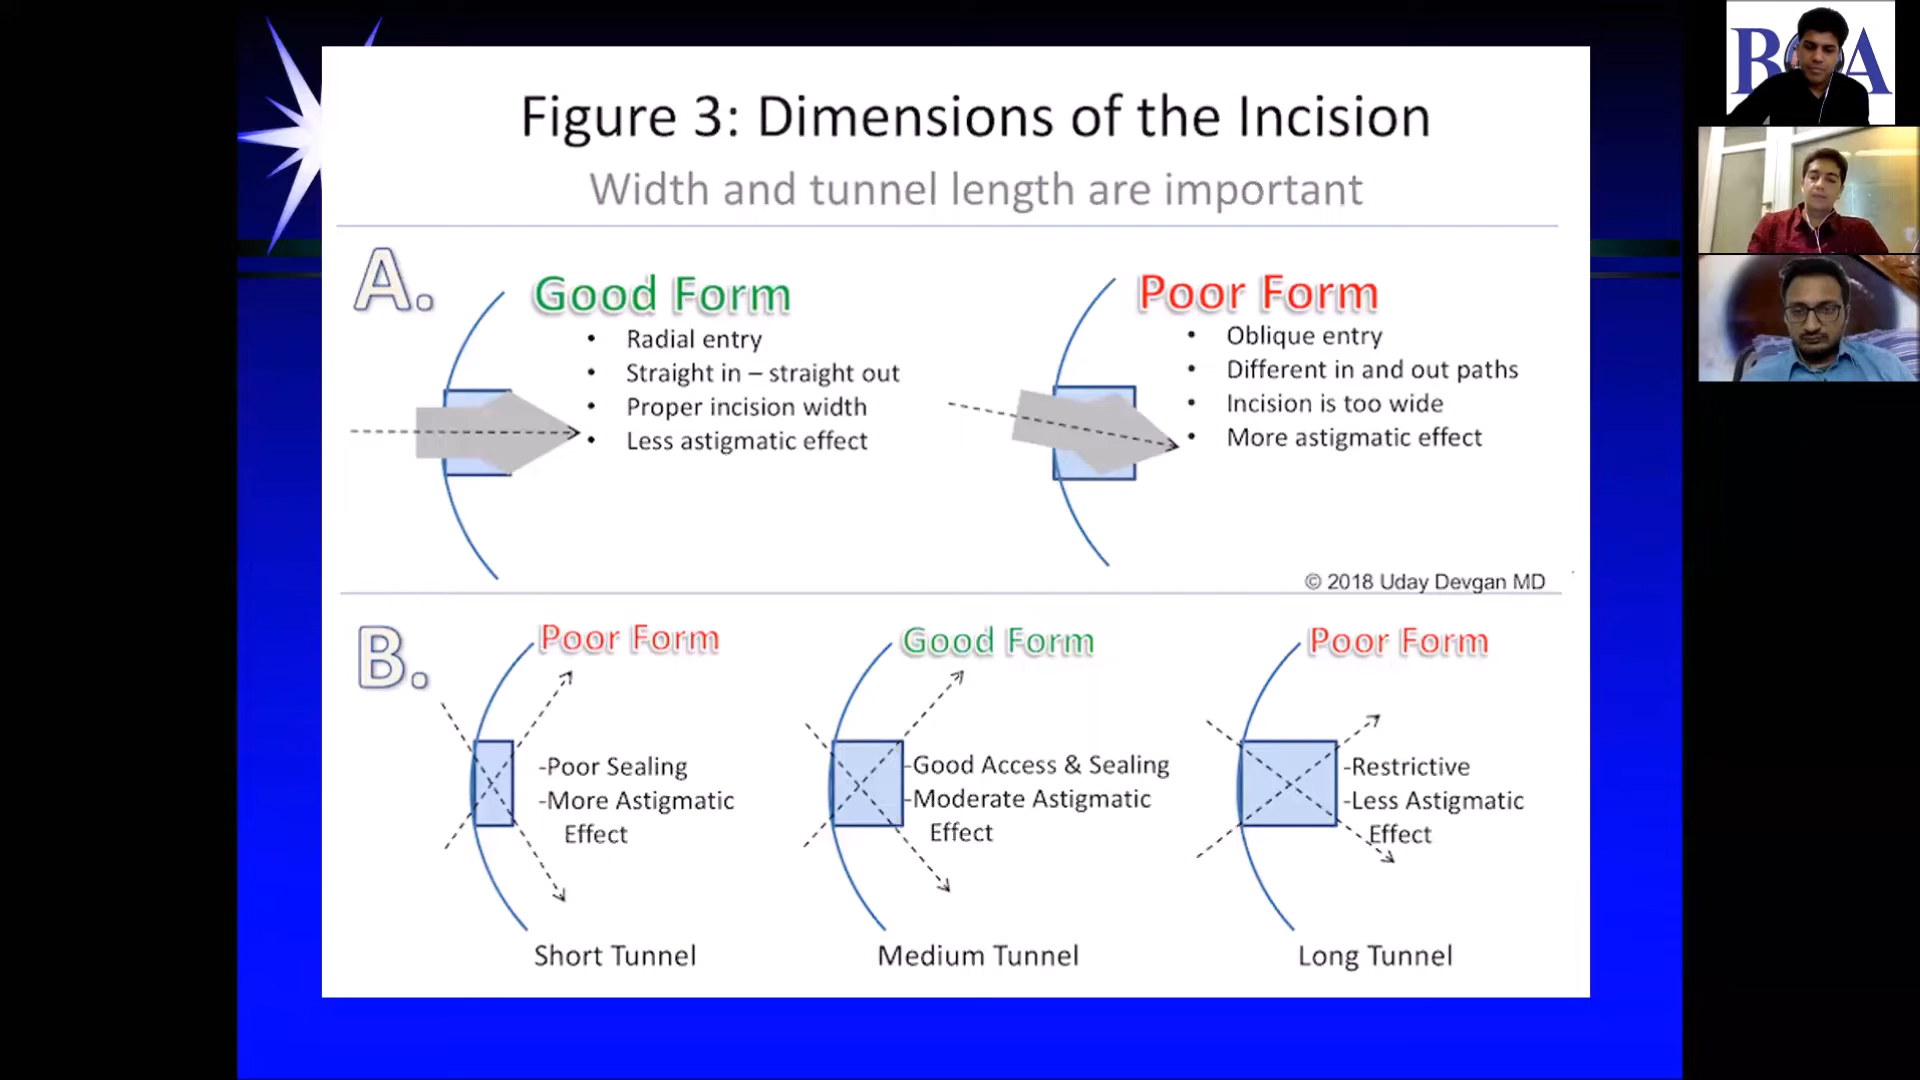 Figure 3: Dimensions of the Incision
Width and tunnel length are important
A.
Good Form
• Radial entry
• Straight in – straight out
• Proper incision width
• Less astigmatic effect
Poor Form
• Oblique entry
• Different in and out paths
• Incision is too wide
• More astigmatic effect
© 2018 Uday Devgan MD
B.
Poor Form
-Poor Sealing
-More Astigmatic
Effect
Short Tunnel
Good Form
-Good Access & Sealing
-Moderate Astigmatic
Effect
Medium Tunnel
Poor Form
-Restrictive
-Less Astigmatic
Effect
Long Tunnel